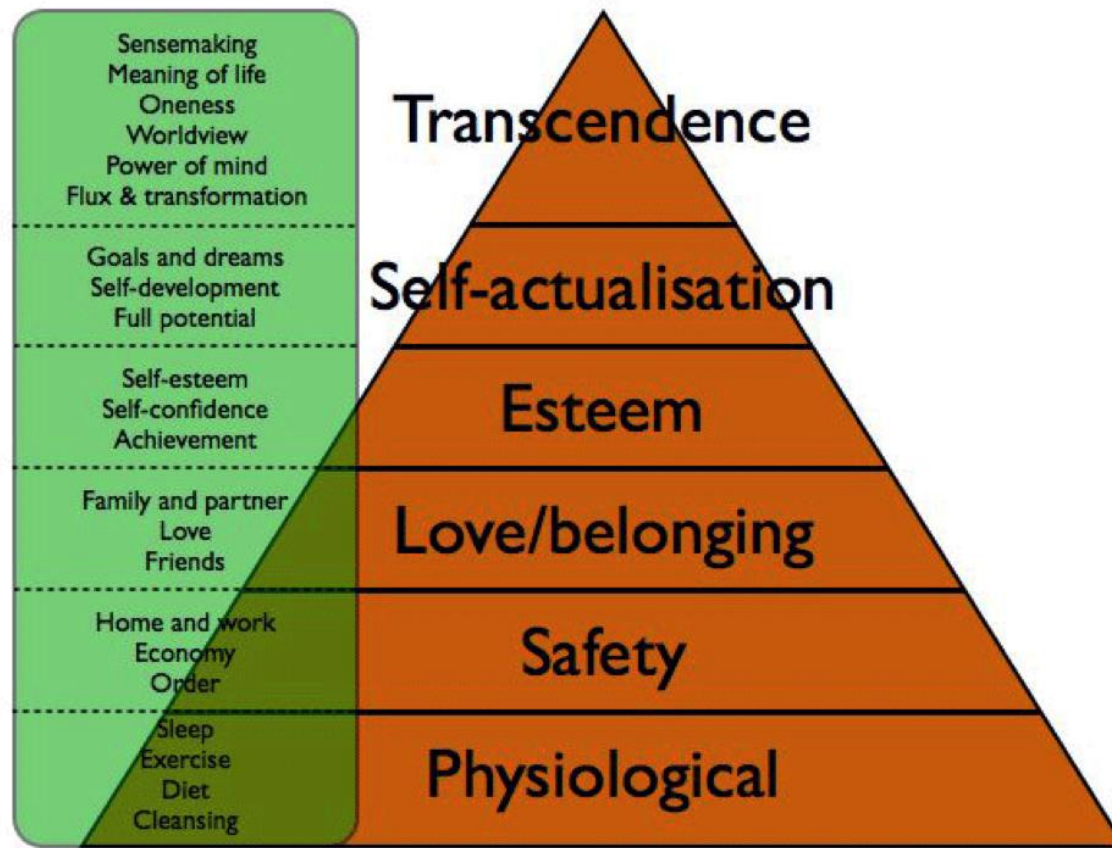 Sensemaking
Meaning of life
Oneness
Worldview
Power of mind
Flux & transformation
Transcendence
Goals and dreams
Self-development
Full potential
Self-actualisation
Self-esteem
Self-confidence
Achievement
Esteem
Family and partner
Love
Friends
Love/belonging
Home and work
Economy
Order
Safety
Sleep
Exercise
Diet
Cleansing
Physiological